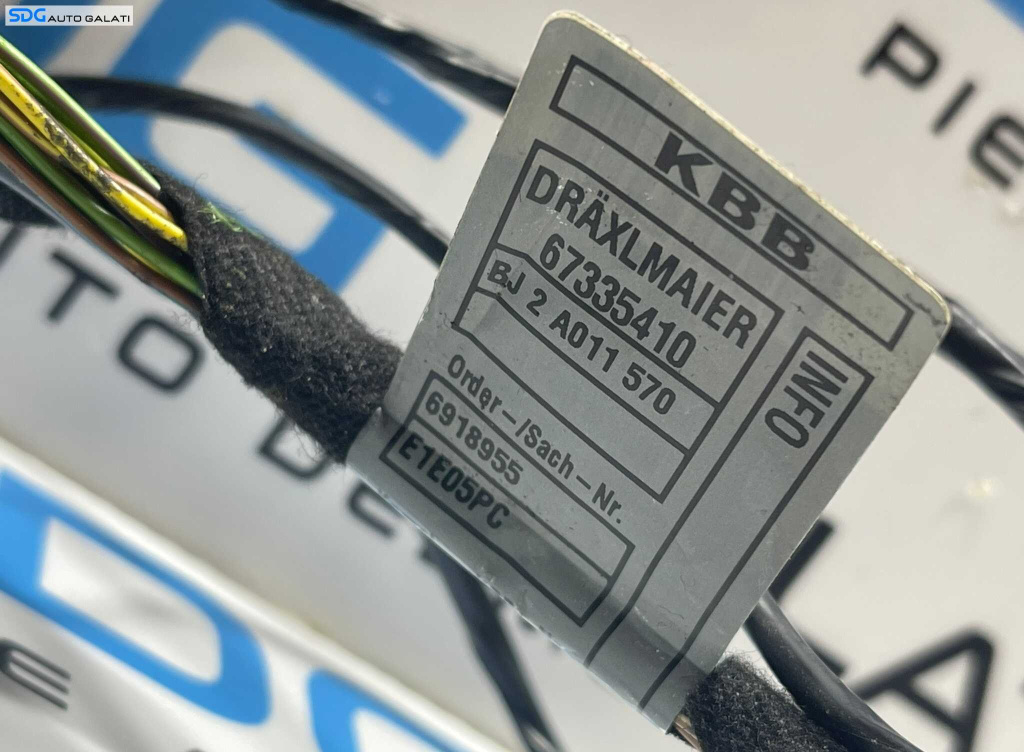 SDG AUTO GALATI
KBB
DRÄXLMAIER
67335410
BJ 2 A011 570
INFO
Order-/Sach-Nr.
6918955
E1E05PC
PIE